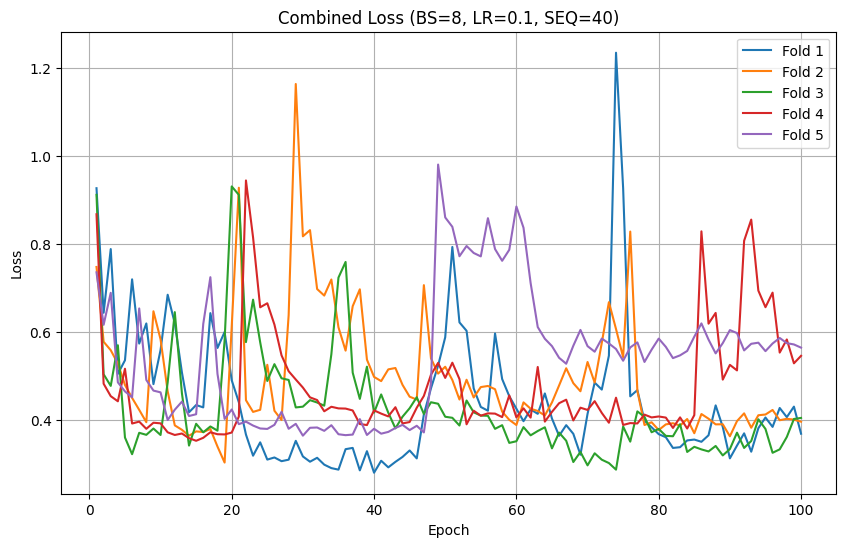 Combined Loss (BS=8, LR=0.1, SEQ=40)
Fold 1
Fold 2
Fold 3
Fold 4
Fold 5
Loss
1.2
1.0
0.8
0.6
0.4
0 20 40 60 80 100
Epoch